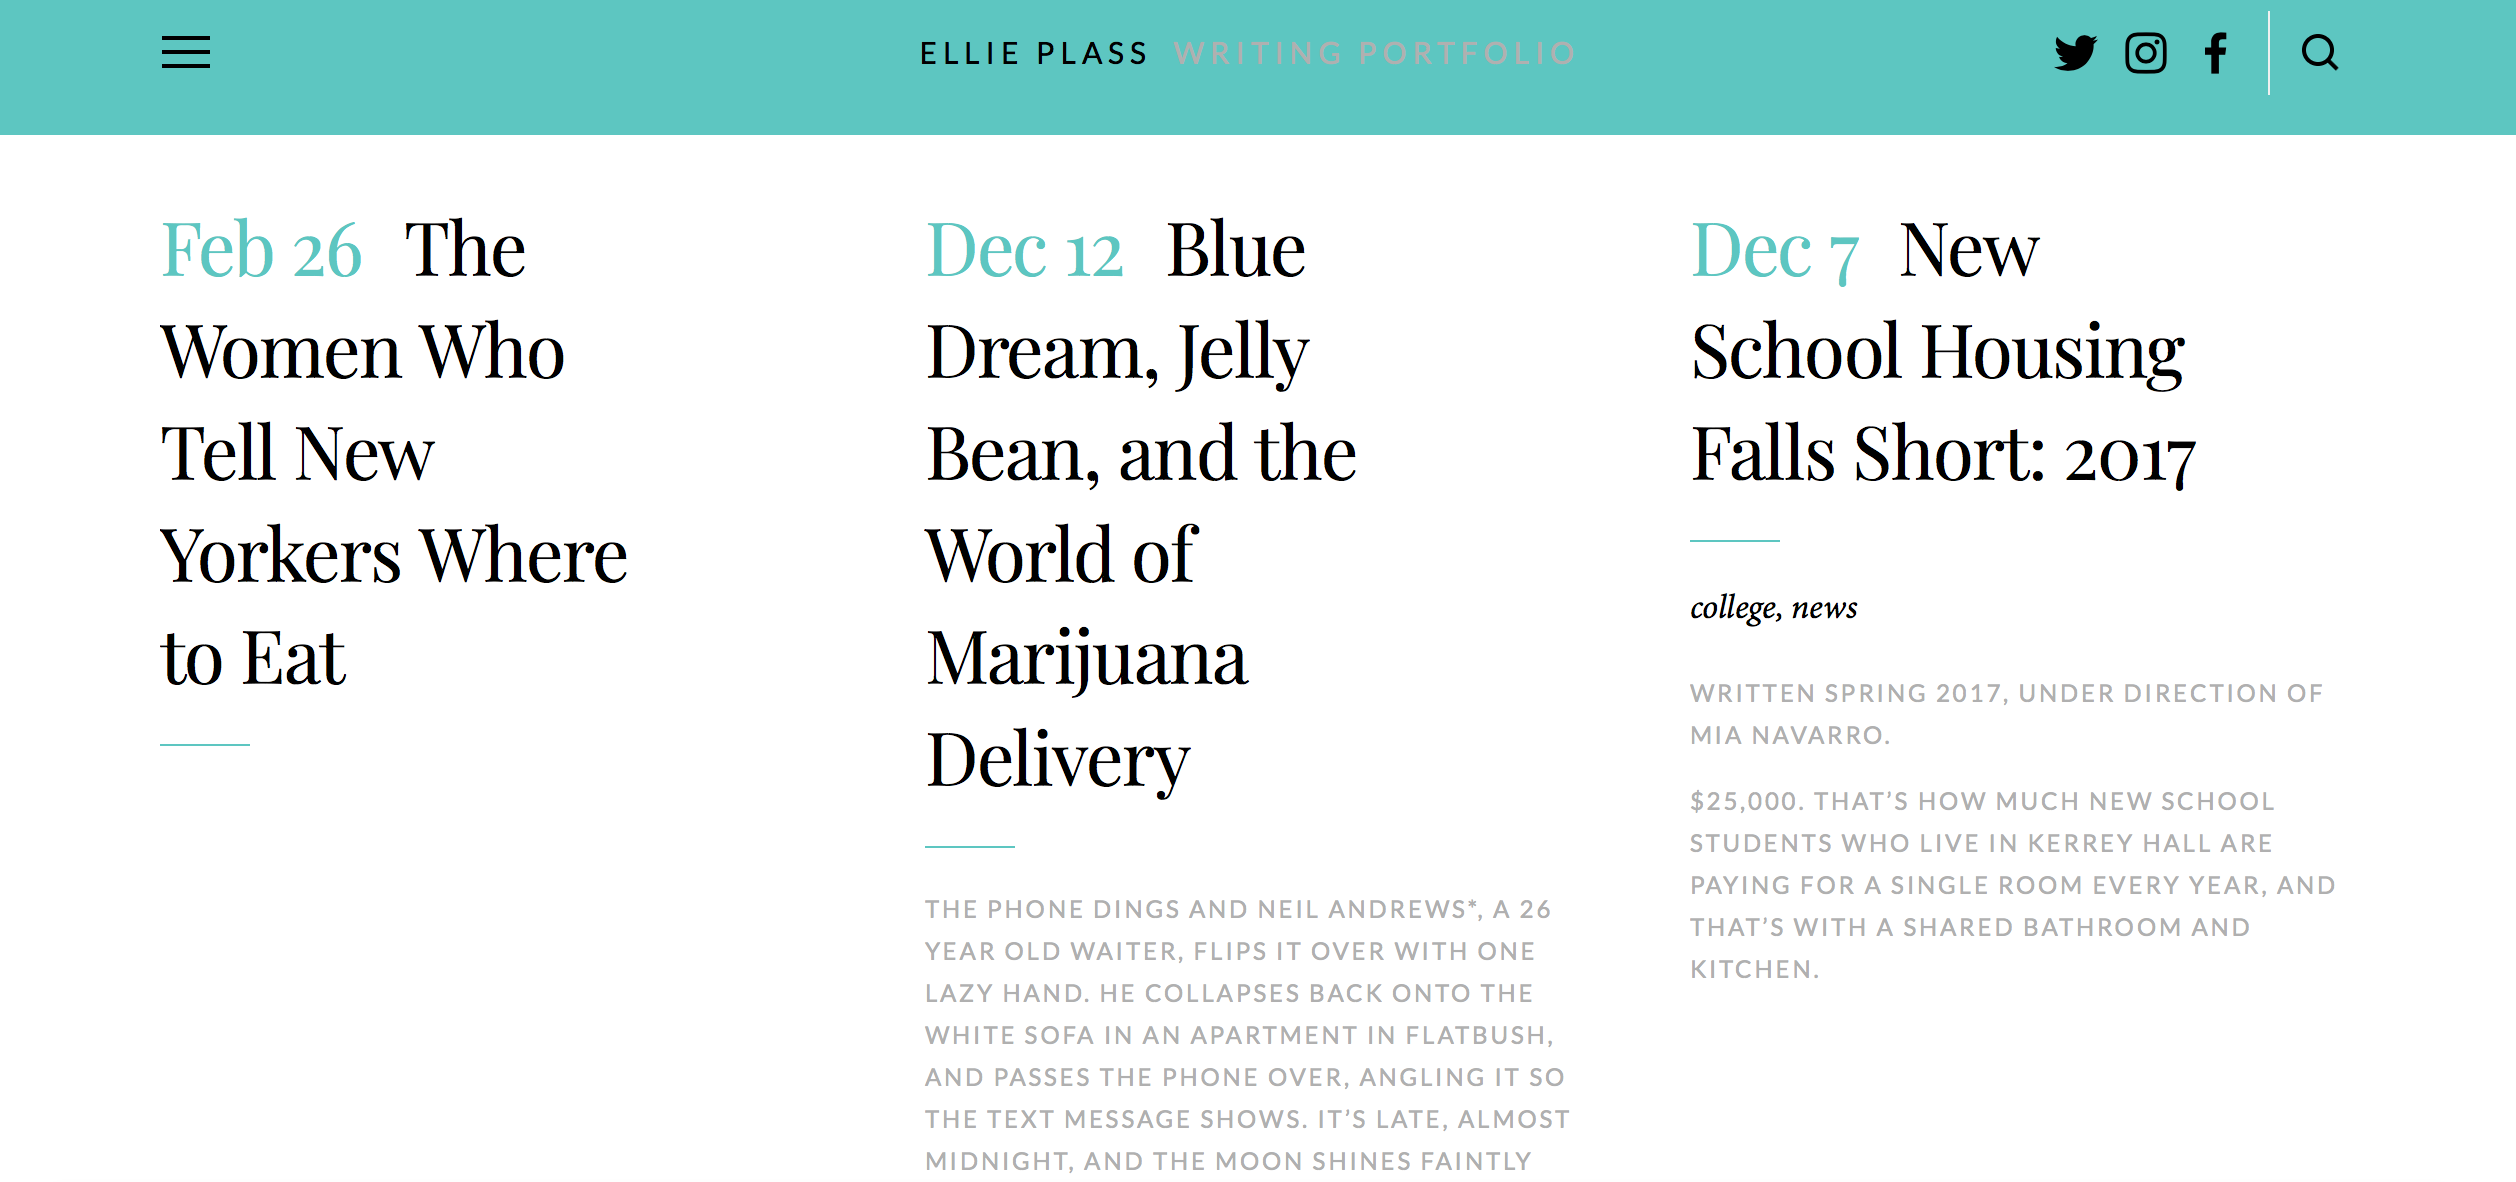 ELLIE PLASS WRITING PORTFOLIO
Feb 26 The
Women Who
Tell New
Yorkers Where
to Eat
Dec 12 Blue
Dream, Jelly
Bean, and the
World of
Marijuana
Delivery
THE PHONE DINGS AND NEIL ANDREWS*, A 26
YEAR OLD WAITER, FLIPS IT OVER WITH ONE
LAZY HAND. HE COLLAPSES BACK ONTO THE
WHITE SOFA IN AN APARTMENT IN FLATBUSH,
AND PASSES THE PHONE OVER, ANGLING IT SO
THE TEXT MESSAGE SHOWS. IT’S LATE, ALMOST
MIDNIGHT, AND THE MOON SHINES FAINTLY
Dec 7 New
School Housing
Falls Short: 2017
college, news
WRITTEN SPRING 2017, UNDER DIRECTION OF
MIA NAVARRO.
$25,000. THAT’S HOW MUCH NEW SCHOOL
STUDENTS WHO LIVE IN KERREY HALL ARE
PAYING FOR A SINGLE ROOM EVERY YEAR, AND
THAT’S WITH A SHARED BATHROOM AND
KITCHEN.